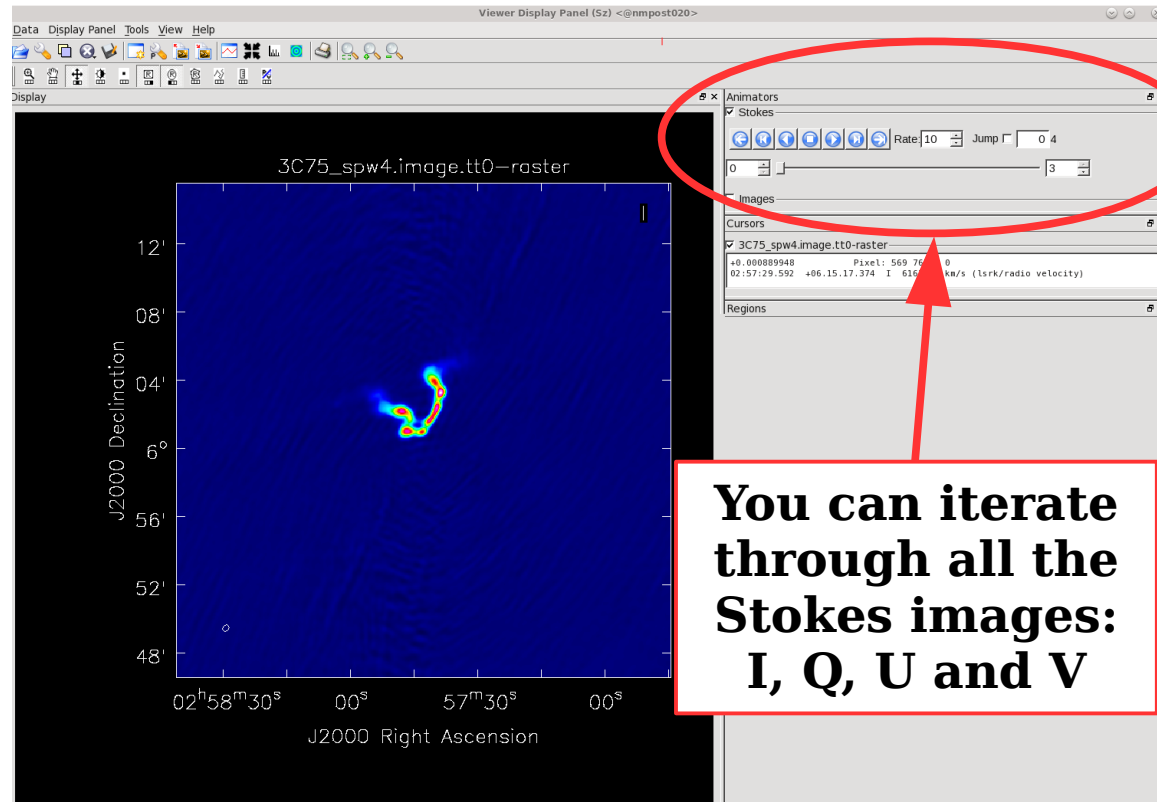 Viewer Display Panel (Sz) <@nmpost020>
Data Display Panel Tools View Help
Display
3C75_spw4.image.tt0-raster
I
12'
08'
04'
6°
56'
52'
48'
J2000 Declination
02h58m30s 00s 57m30s 00s
J2000 Right Ascension
Animators
Stokes
Rate: 10 Jump 0 4
0 3
Images
Cursors
3C75_spw4.image.tt0-raster
+0.000889948 Pixel: 569 0
02:57:29.592 +06.15.17.374 I km/s (lsrk/radio velocity)
Regions
You can iterate
through all the
Stokes images:
I, Q, U and V